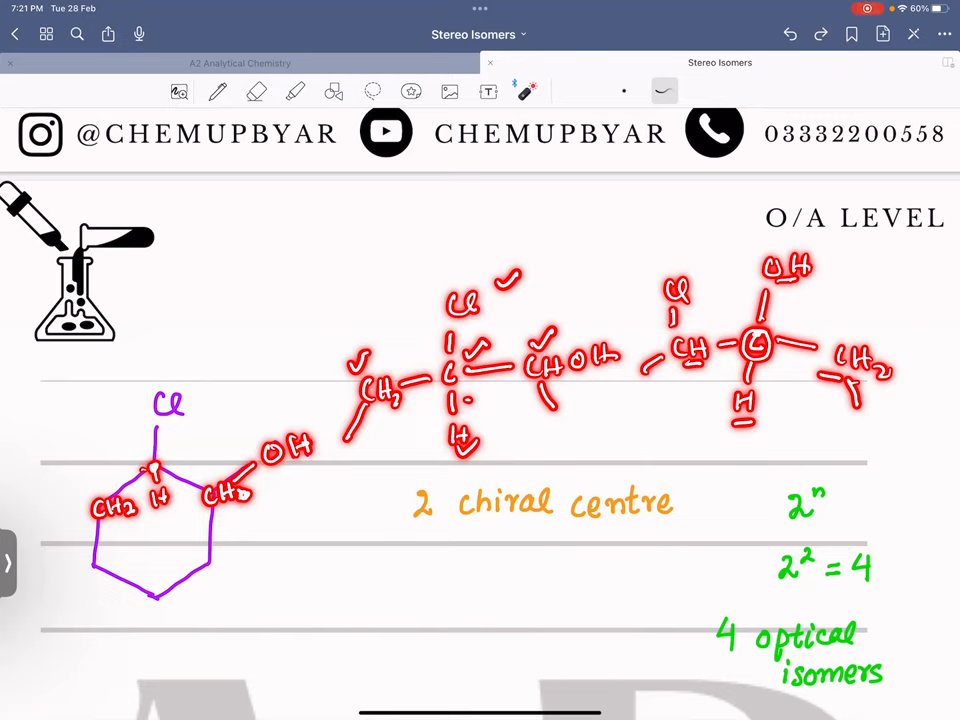 7:21 PM Tue 28 Feb
60%
Stereo Isomers
A2 Analytical Chemistry
Stereo Isomers
@CHEMUPBYAR CHEMUPBYAR 03332200558
O/A LEVEL
OH
Cl
Cl
CH2 C CHOH
CH C CH2
H
H
Cl
OH
CH2 H CH
2 chiral centre
2^n
2^2 = 4
4 optical
isomers